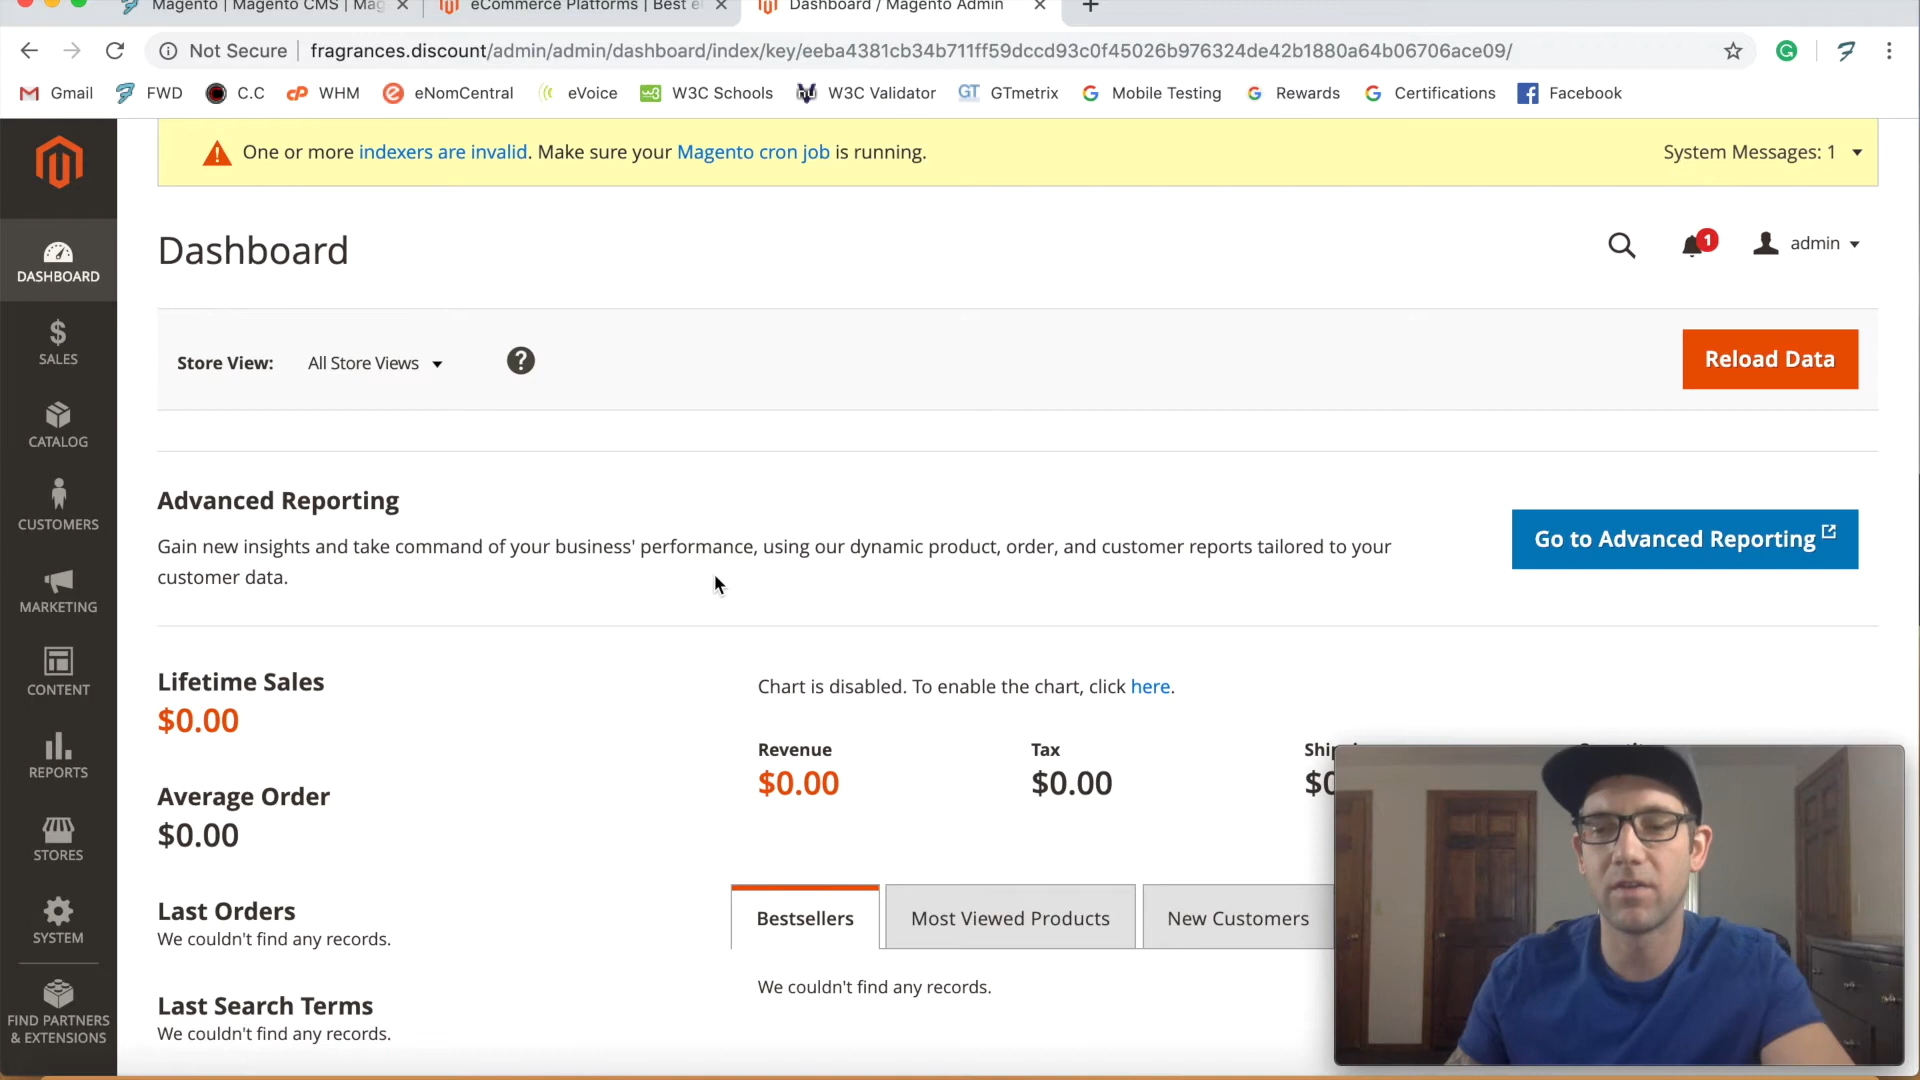 Magento | Magento CMS | Mag
eCommerce Platforms | Best e
Dashboard / Magento Admin
Not Secure
fragrances.discount/admin/admin/dashboard/index/key/eeba4381cb34b711ff59dccd93c0f45026b976324de42b1880a64b06706ace09/
Gmail FWD C.C WHM eNomCentral eVoice W3C Schools W3C Validator GTmetrix Mobile Testing Rewards Certifications Facebook
One or more indexers are invalid. Make sure your Magento cron job is running.
System Messages: 1
Dashboard
1
admin
DASHBOARD
SALES
CATALOG
CUSTOMERS
MARKETING
CONTENT
REPORTS
STORES
SYSTEM
FIND PARTNERS
& EXTENSIONS
Store View: All Store Views ?
Reload Data
Advanced Reporting
Gain new insights and take command of your business' performance, using our dynamic product, order, and customer reports tailored to your
customer data.
Go to Advanced Reporting
Lifetime Sales
$0.00
Average Order
$0.00
Last Orders
We couldn't find any records.
Last Search Terms
We couldn't find any records.
Chart is disabled. To enable the chart, click here.
Revenue
$0.00
Tax
$0.00
Bestsellers
Most Viewed Products
New Customers
We couldn't find any records.